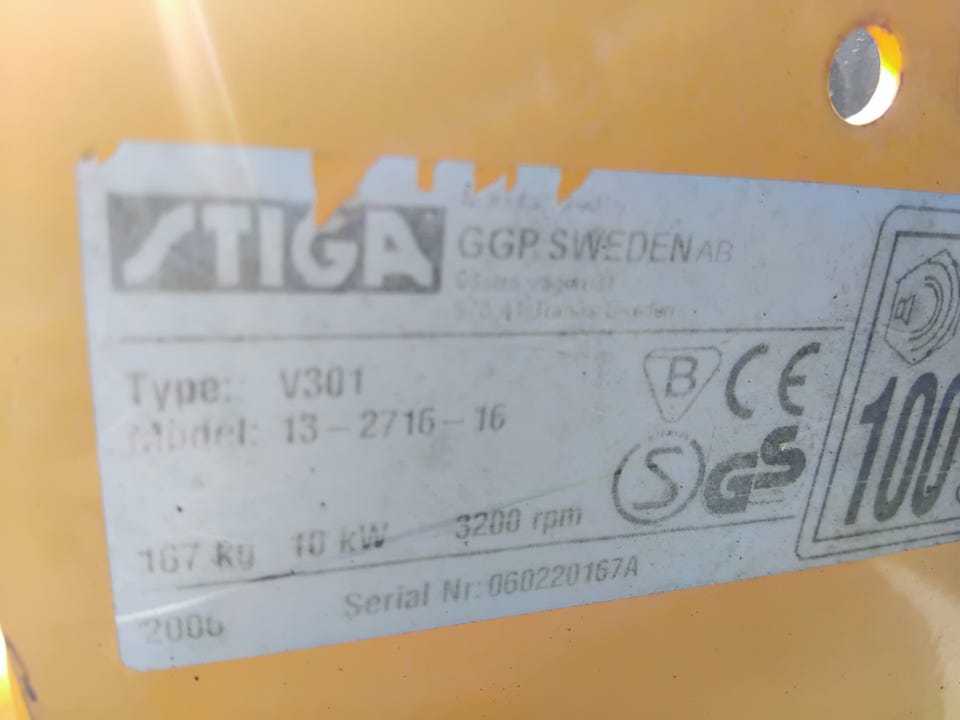 STIGA
GGP SWEDEN AB
Type: V301
Model: 13-2716-16
B CE
S GS
100
167 kg 10 kW 3200 rpm
Serial Nr: 060220167A